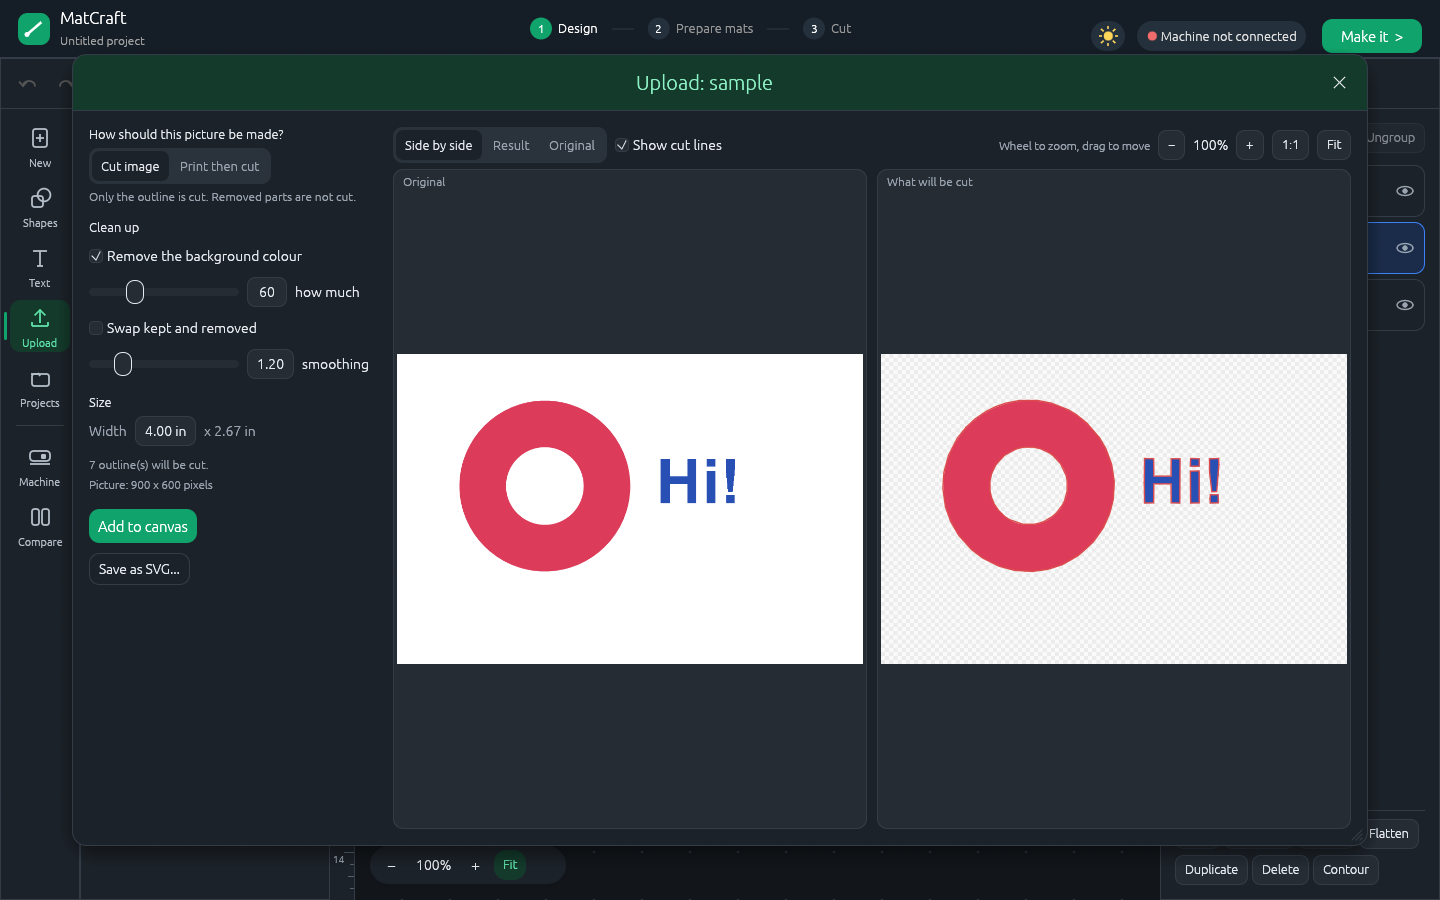 MatCraft
Untitled project
1 Design
2 Prepare mats
3 Cut
Machine not connected
Make it >
Upload: sample
New
Shapes
Text
Upload
Projects
Machine
Compare
How should this picture be made?
Cut image
Print then cut
Only the outline is cut. Removed parts are not cut.
Clean up
Remove the background colour
60
how much
Swap kept and removed
1.20
smoothing
Size
Width
4.00 in
x 2.67 in
7 outline(s) will be cut.
Picture: 900 x 600 pixels
Add to canvas
Save as SVG...
Side by side
Result
Original
Show cut lines
Wheel to zoom, drag to move
−
100%
+
1:1
Fit
Original
Hi!
What will be cut
Hi!
Ungroup
14
−
100%
+
Fit
Flatten
Duplicate
Delete
Contour